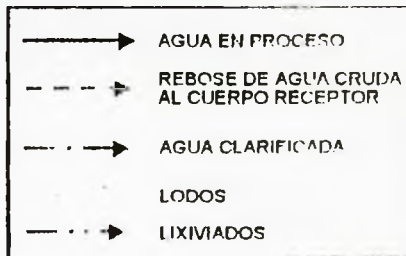 AGUA EN PROCESO
REBOSE DE AGUA CRUDA
AL CUERPO RECEPTOR
AGUA CLARIFICADA
LODOS
LIXIVIADOS